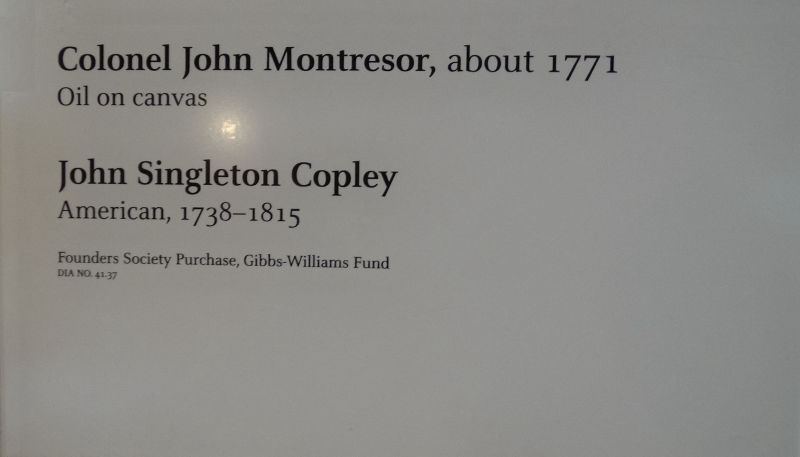 Colonel John Montresor, about 1771
Oil on canvas
John Singleton Copley
American, 1738–1815
Founders Society Purchase, Gibbs-Williams Fund
DIA NO. 41.37